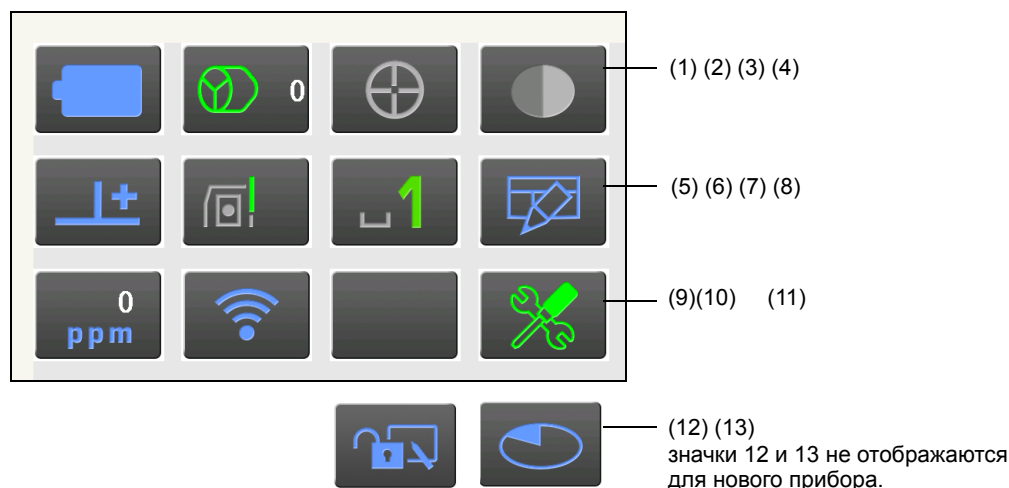 0
(1) (2) (3) (4)
1
(5) (6) (7) (8)
0
ppm
(9)(10) (11)
(12) (13)
значки 12 и 13 не отображаются
для нового прибора.